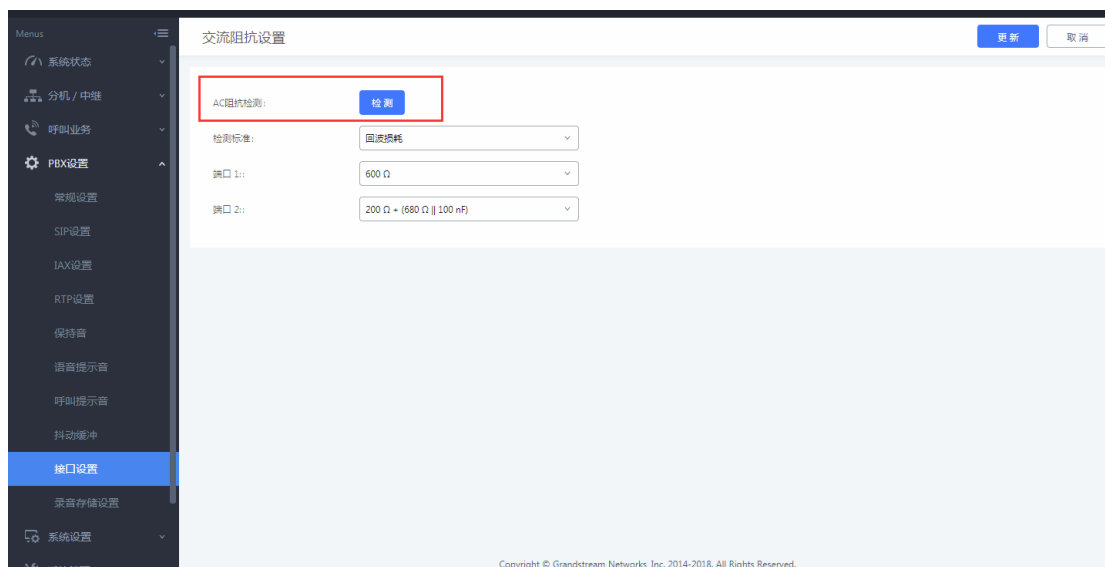 Menus
系统状态
分机 / 中继
呼叫业务
PBX设置
常规设置
SIP设置
IAX设置
RTP设置
保持音
语音提示音
呼叫提示音
抖动缓冲
接口设置
录音存储设置
系统设置
交流阻抗设置
更新
取消
AC阻抗检测:
检测
检测标准:
回波损耗
端口 1::
600 Ω
端口 2::
200 Ω + (680 Ω || 100 nF)
Copyright © Grandstream Networks, Inc. 2014-2018. All Rights Reserved.